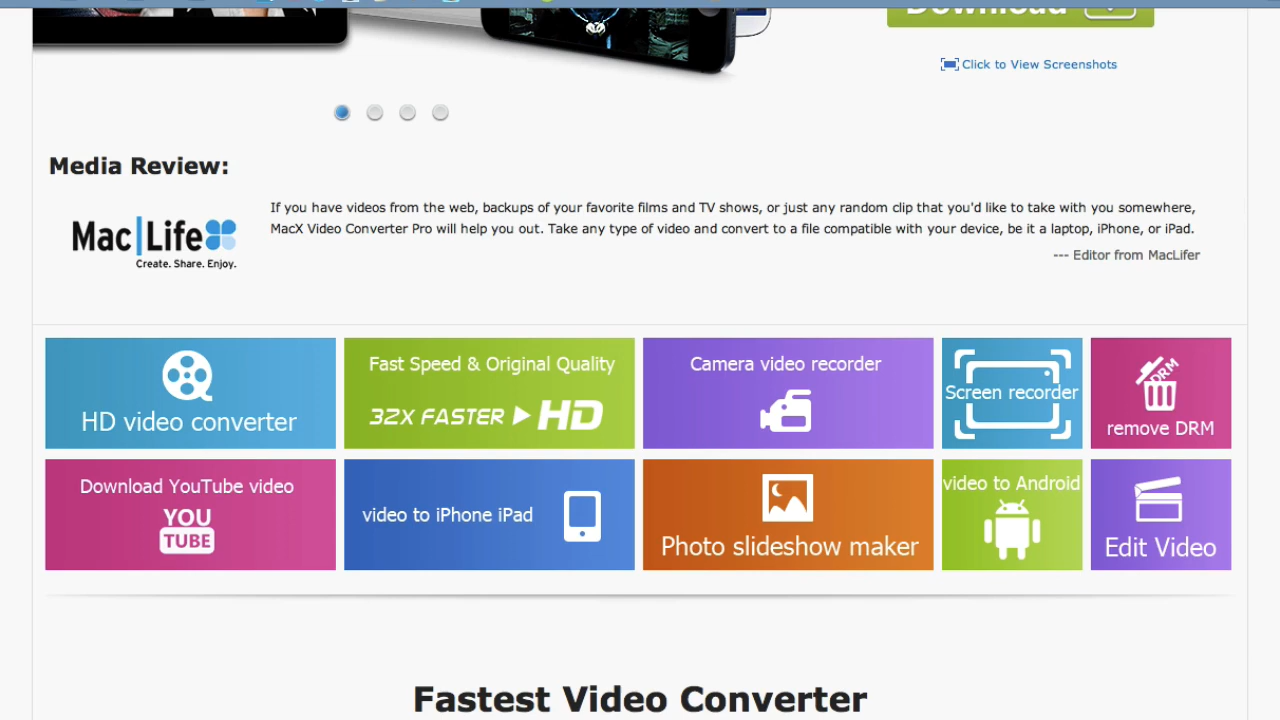 Download
Click to View Screenshots
Media Review:
If you have videos from the web, backups of your favorite films and TV shows, or just any random clip that you'd like to take with you somewhere,
MacX Video Converter Pro will help you out. Take any type of video and convert to a file compatible with your device, be it a laptop, iPhone, or iPad.
--- Editor from MacLifer
Mac|Life
Create. Share. Enjoy.
HD video converter
Fast Speed & Original Quality
32X FASTER HD
Camera video recorder
Screen recorder
DRM
remove DRM
Download YouTube video
YOU
TUBE
video to iPhone iPad
Photo slideshow maker
video to Android
Edit Video
Fastest Video Converter